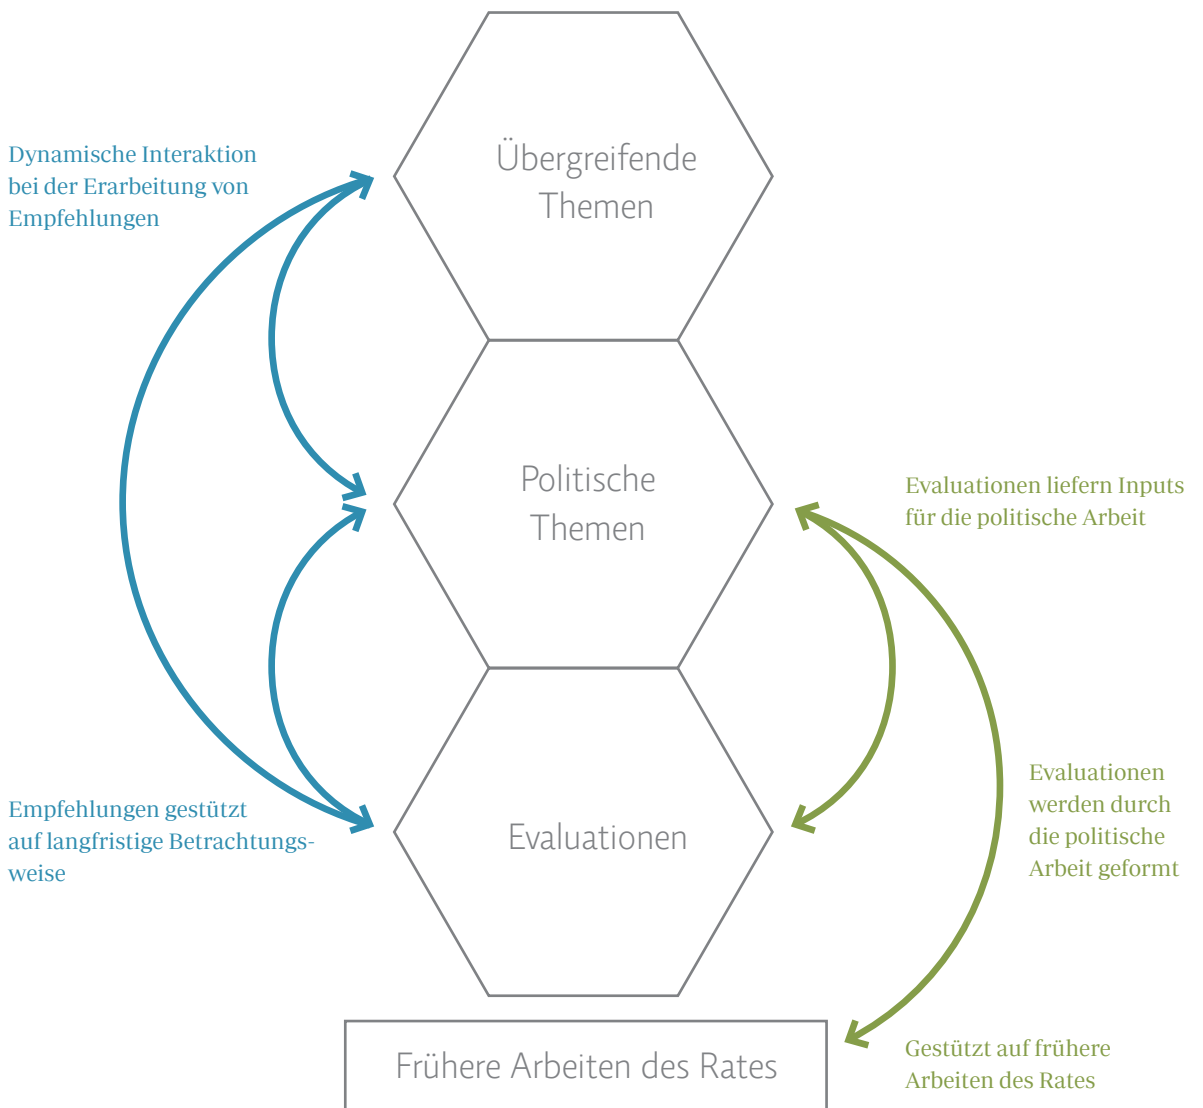 Dynamische Interaktion
bei der Erarbeitung von
Empfehlungen
Übergreifende
Themen
Politische
Themen
Evaluationen liefern Inputs
für die politische Arbeit
Empfehlungen gestützt
auf langfristige Betrachtungs-
weise
Evaluationen
Evaluationen
werden durch
die politische
Arbeit geformt
Frühere Arbeiten des Rates
Gestützt auf frühere
Arbeiten des Rates